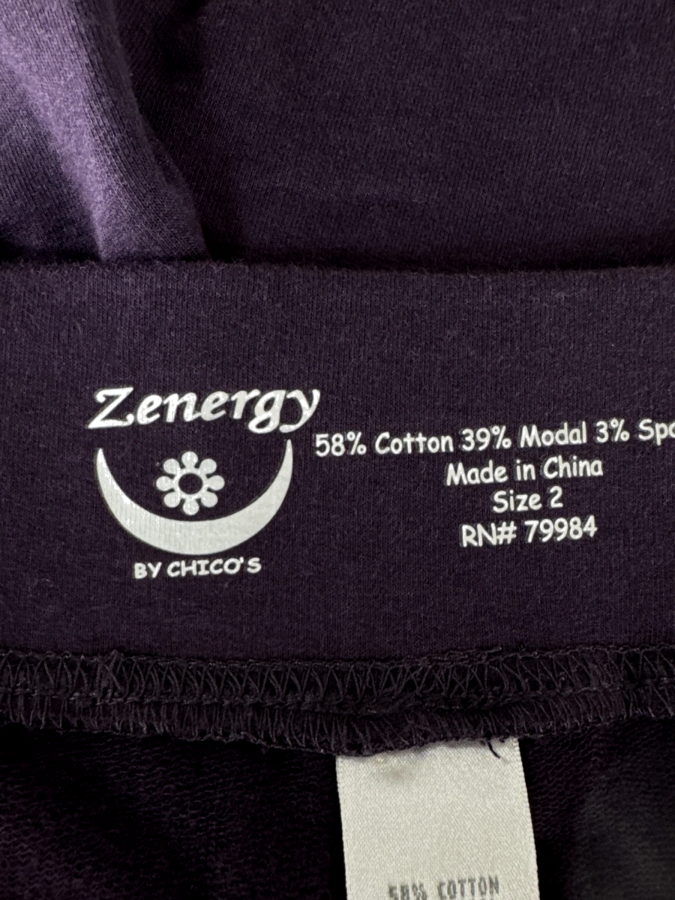 Zenergy
BY CHICO'S
58% Cotton 39% Modal 3%
Made in China
Size 2
RN# 79984
58% COTTON